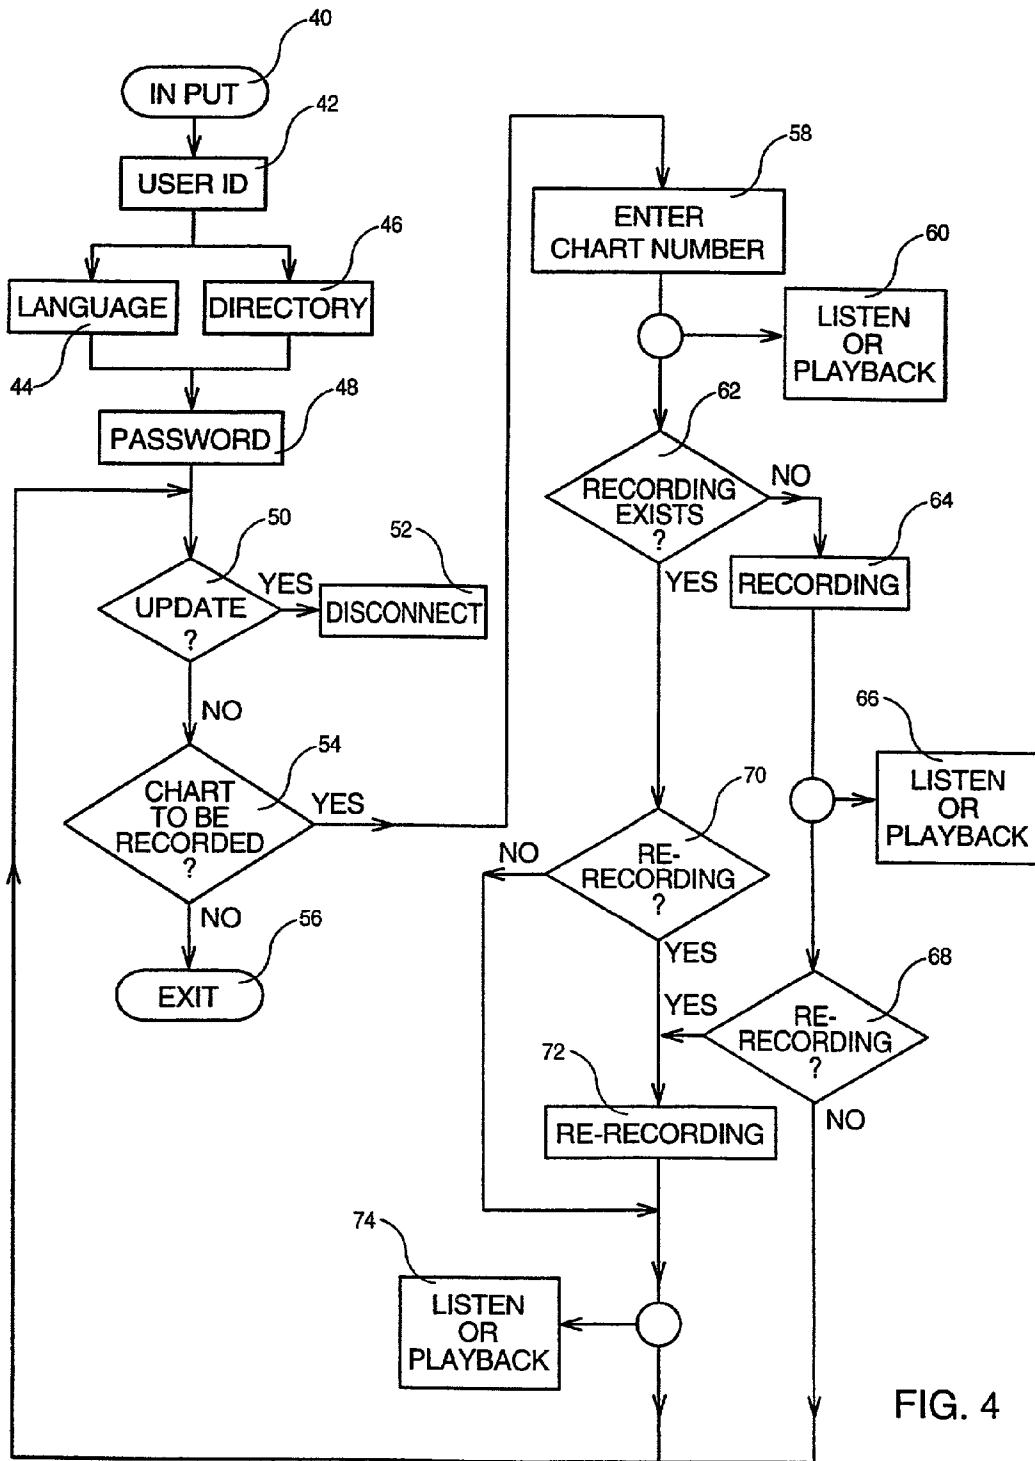 40
IN PUT
42
USER ID
46
LANGUAGE
DIRECTORY
44
48
PASSWORD
50
UPDATE
?
YES
52
DISCONNECT
NO
54
CHART
TO BE
RECORDED
?
YES
NO
56
EXIT
58
ENTER
CHART NUMBER
60
LISTEN
OR
PLAYBACK
62
RECORDING
EXISTS
?
NO
YES
64
RECORDING
66
LISTEN
OR
PLAYBACK
70
RE-
RECORDING
?
NO
YES
68
RE-
RECORDING
?
YES
NO
72
RE-RECORDING
74
LISTEN
OR
PLAYBACK
FIG. 4